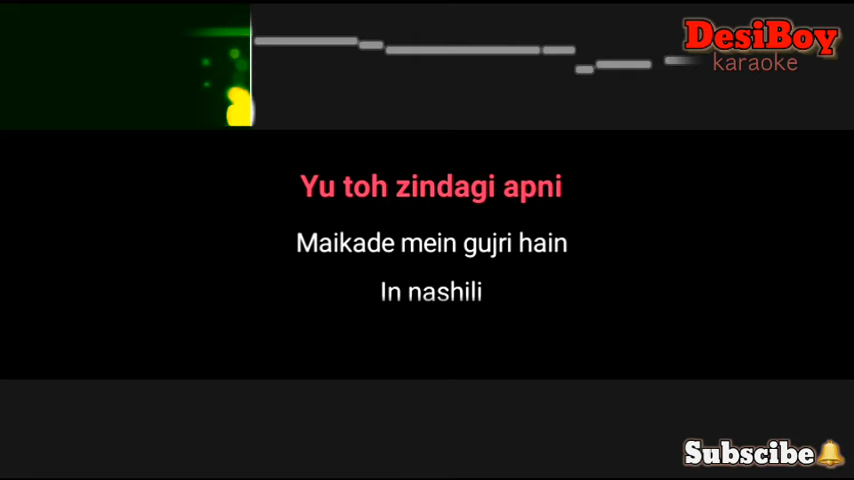 DesiBoy
karaoke
Yu toh zindagi apni
Maikade mein gujri hain
In nashili
Subscibe